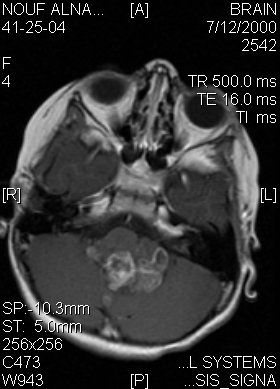 NOUF ALNA... [A] BRAIN
41-25-04 7/12/2000
2542
F
4 TR 500.0 ms
TE 16.0 ms
TI ms
[R] [L]
SP:-10.3mm
ST: 5.0mm
256x256
C473 ...L SYSTEMS
W943 [P] ...SIS_SIGNA